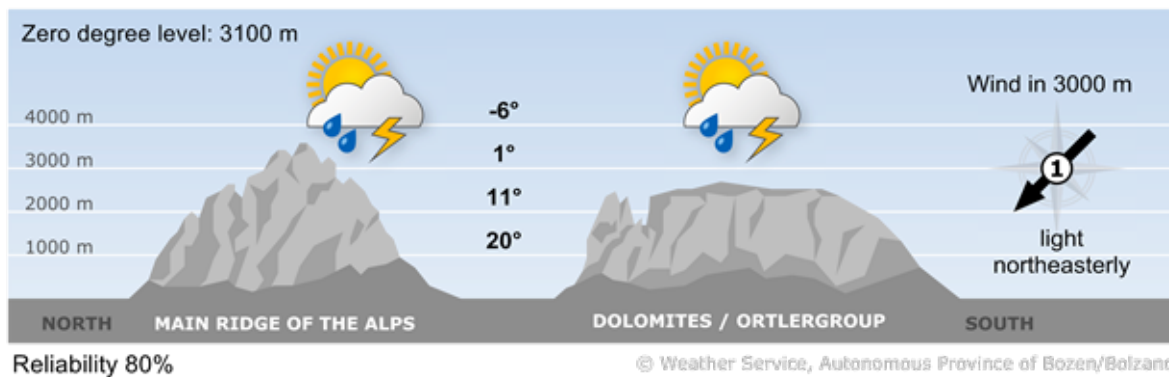 Zero degree level: 3100 m
Wind in 3000 m
4000 m
-6°
3000 m
1°
1
2000 m
11°
1000 m
20°
light
northeasterly
NORTH
MAIN RIDGE OF THE ALPS
DOLOMITES / ORTLERGROUP
SOUTH
Reliability 80%
© Weather Service, Autonomous Province of Bozen/Bolzano